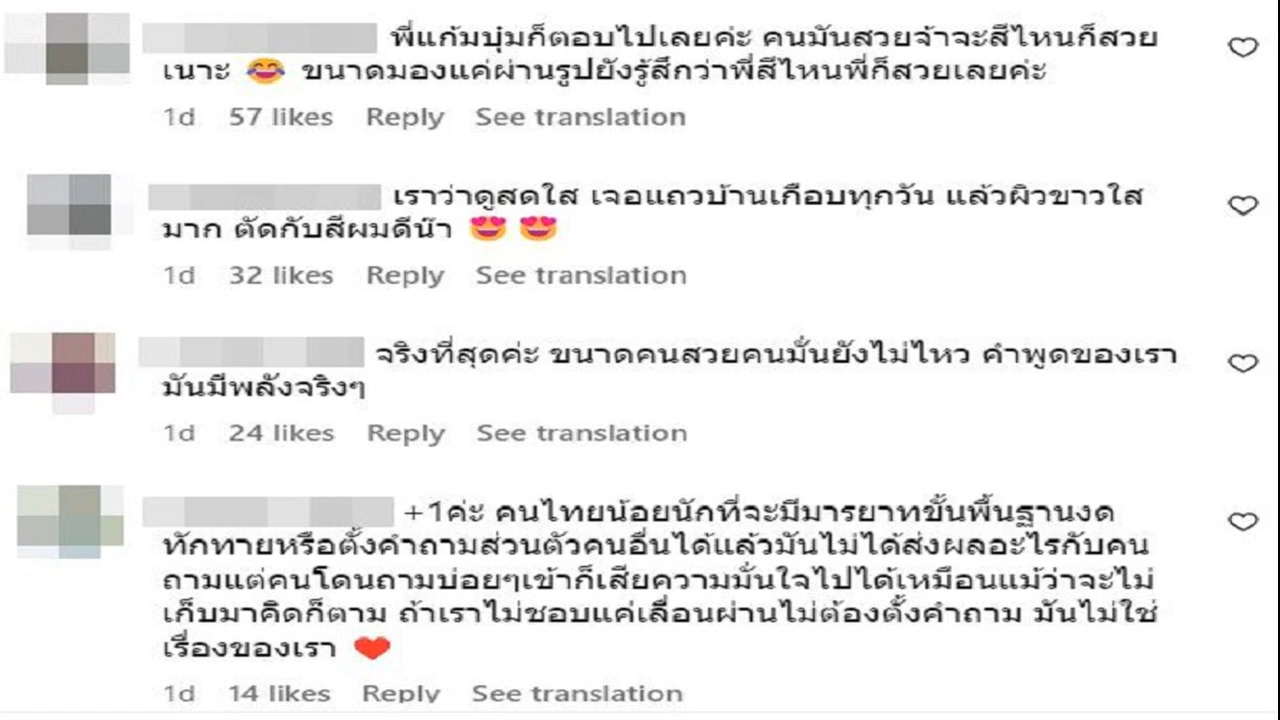 พี่แก้มบุ๋มก็ตอบไปเลยค่ะ คนมันสวยจ้าจะสีไหนก็สวย
เนาะ 😂 ขนาดมองแค่ผ่านรูปยังรู้สึกว่าพี่สีไหนพี่ก็สวยเลยค่ะ
1d 57 likes Reply See translation
เราว่าดูสดใส เจอแถวบ้านเกือบทุกวัน แล้วผิวขาวใส
มาก ตัดกับสีผมดีน๊า 😍 😍
1d 32 likes Reply See translation
จริงที่สุดค่ะ ขนาดคนสวยคนมั่นยังไม่ไหว คำพูดของเรา
มันมีพลังจริงๆ
1d 24 likes Reply See translation
+1ค่ะ คนไทยน้อยนักที่จะมีมารยาทขั้นพื้นฐานงด
ทักทายหรือตั้งคำถามส่วนตัวคนอื่นได้แล้วมันไม่ได้ส่งผลอะไรกับคน
ถามแต่คนโดนถามบ่อยๆเข้าก็เสียความมั่นใจไปได้เหมือนแม้ว่าจะไม่
เก็บมาคิดก็ตาม ถ้าเราไม่ชอบแค่เลื่อนผ่านไม่ต้องตั้งคำถาม มันไม่ใช่
เรื่องของเรา ❤️
1d 14 likes Reply See translation